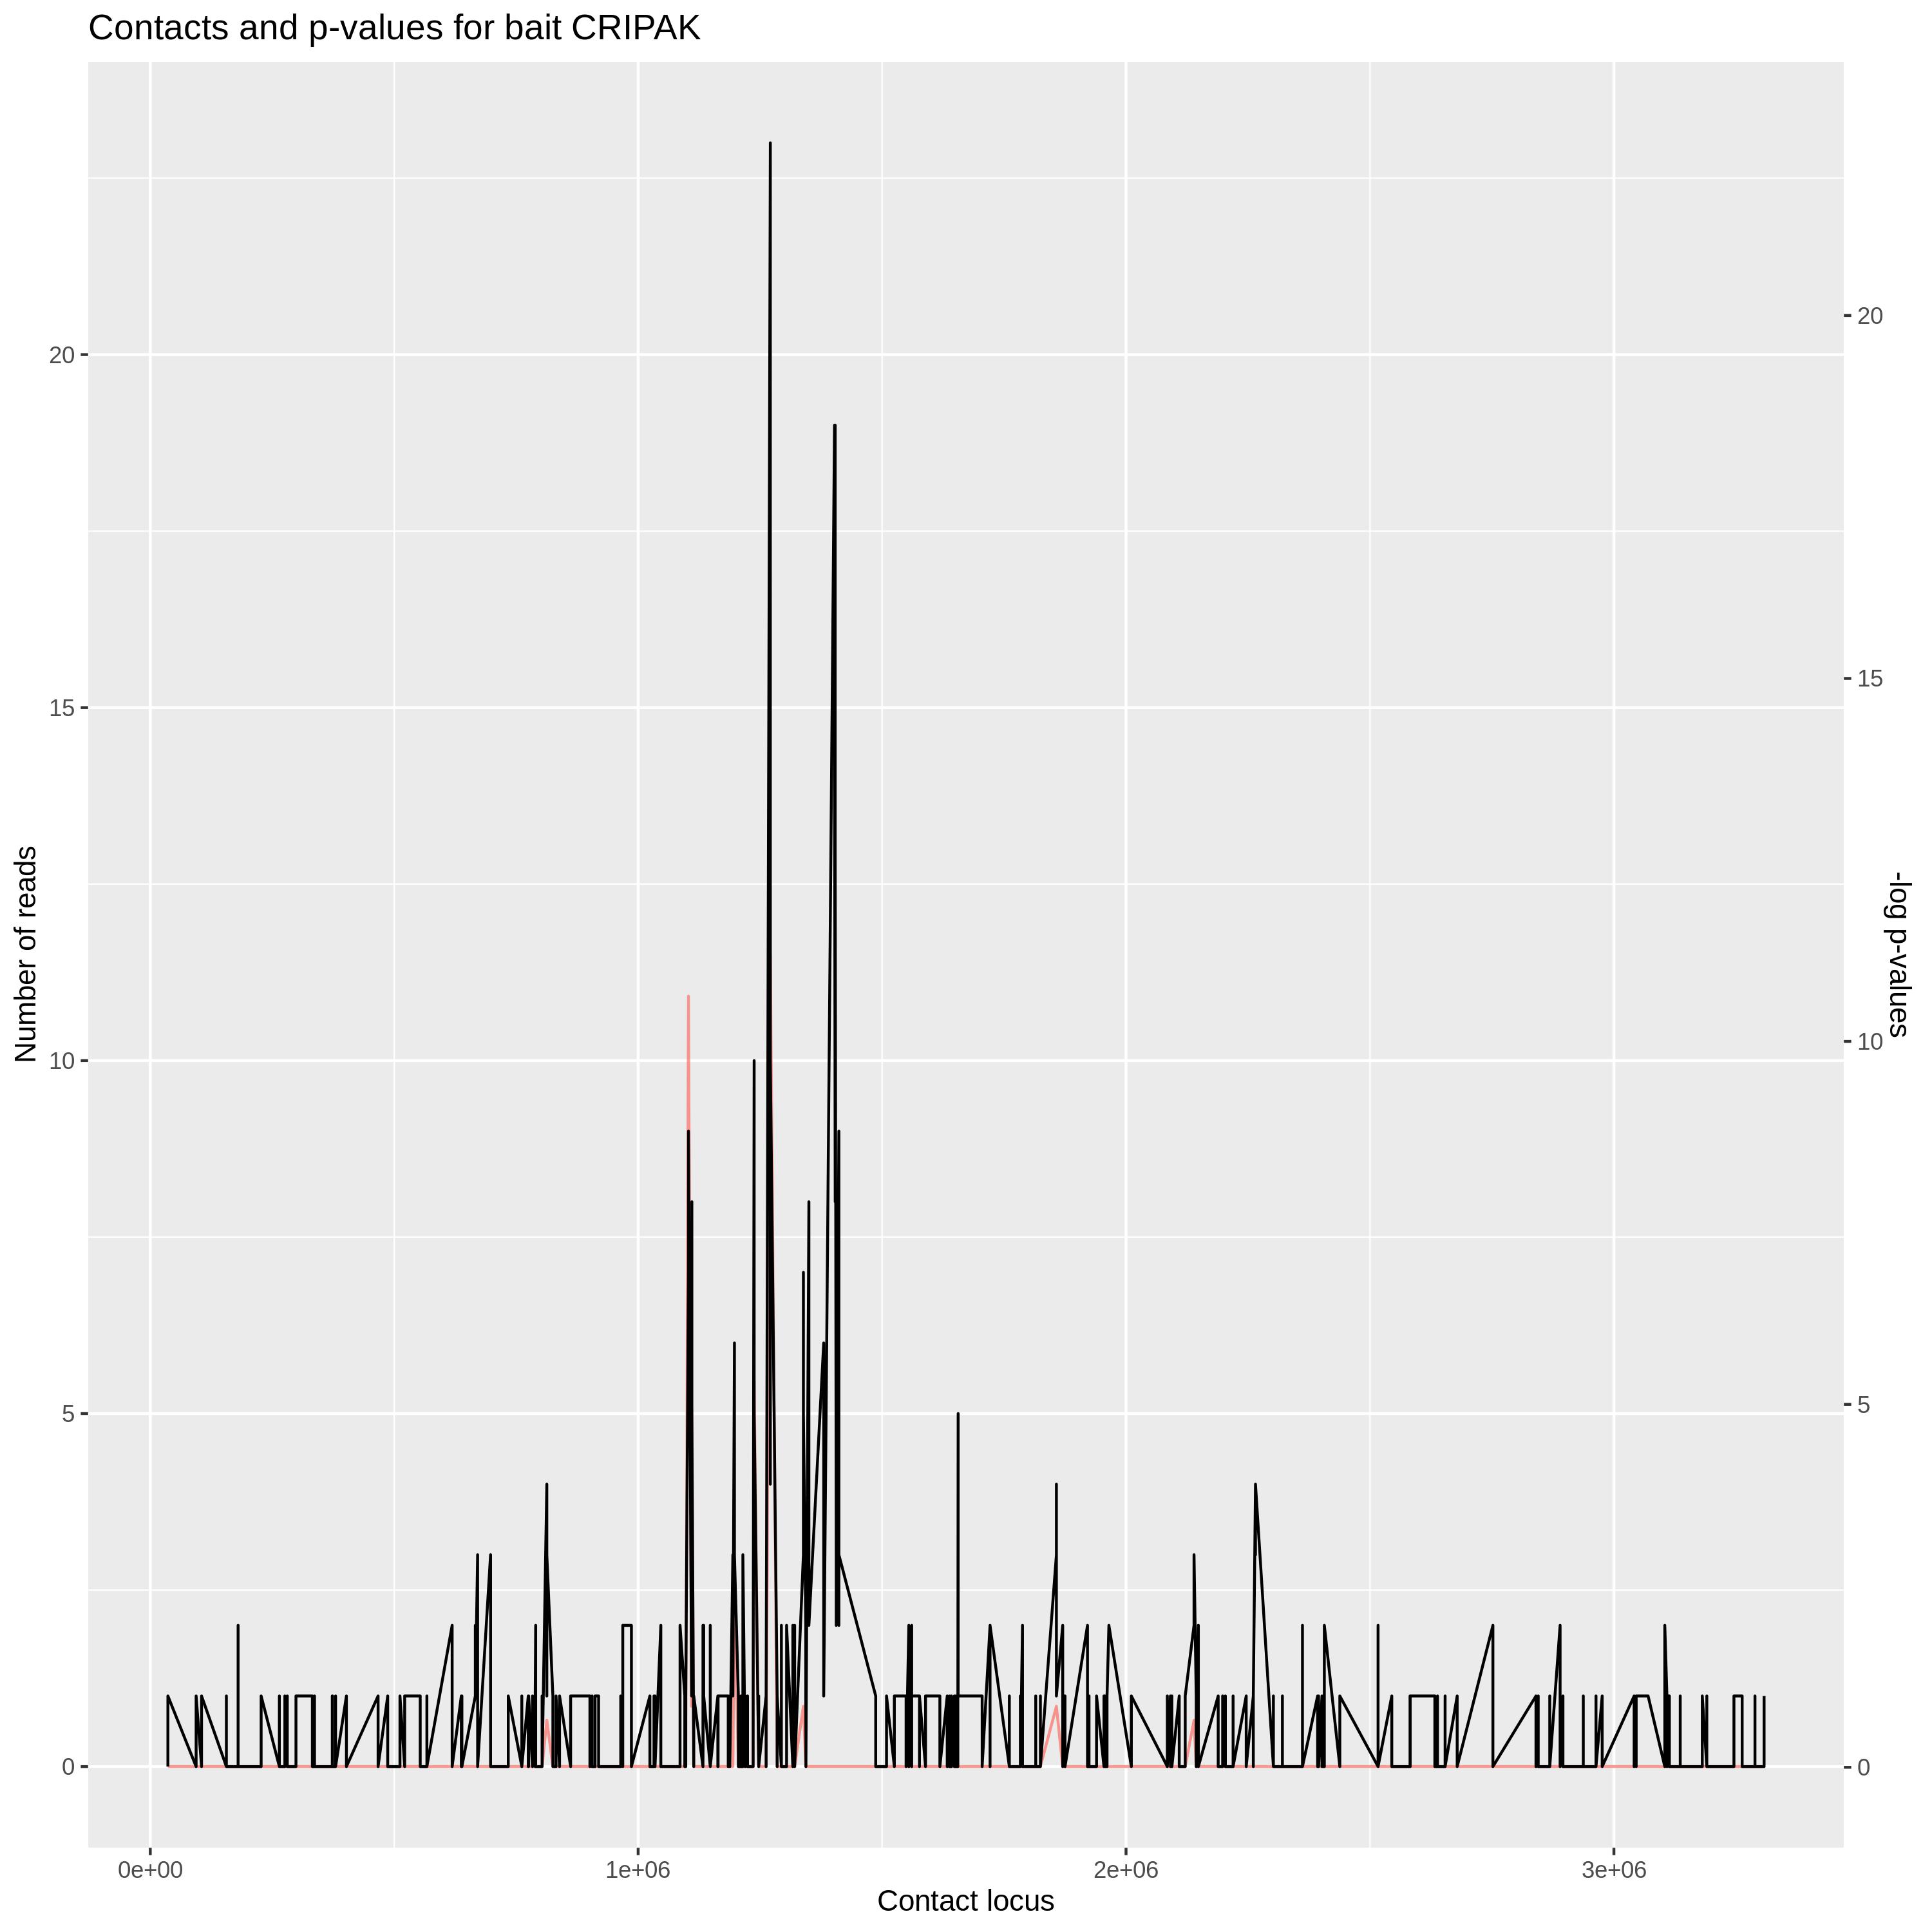 Contacts and p-values for bait CRIPAK
Number of reads
20
15
10
5
0
20
15
10
5
0
-log p-values
0e+00
1e+06
2e+06
3e+06
Contact locus